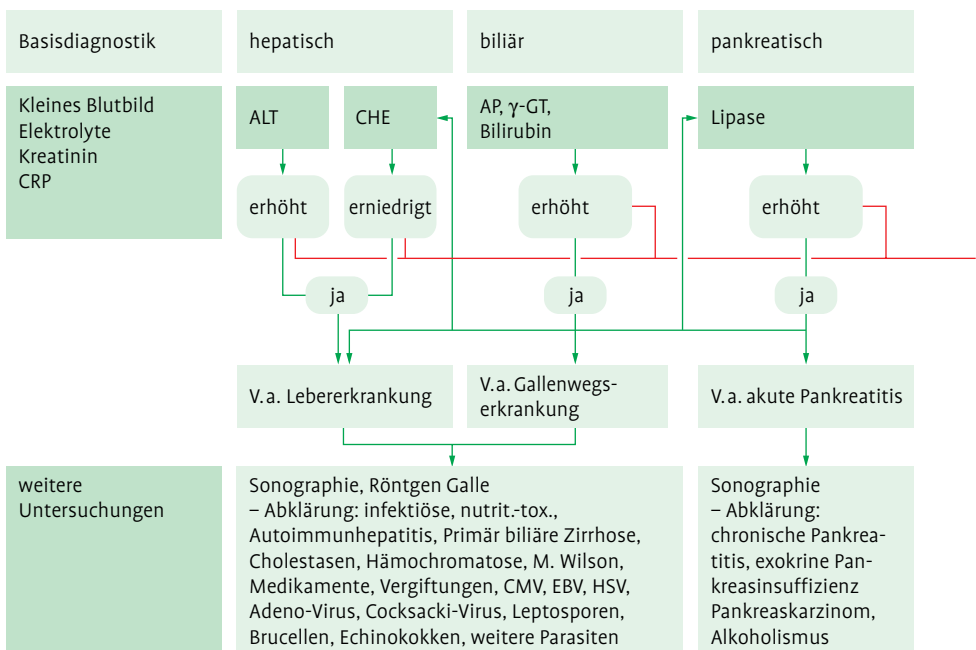 Basisdiagnostik
hepatisch
biliär
pankreatisch
Kleines Blutbild
Elektrolyte
Kreatinin
CRP
ALT
CHE
AP, γ-GT,
Bilirubin
Lipase
erhöht
erniedrigt
erhöht
erhöht
ja
ja
ja
V.a. Lebererkrankung
V.a. Gallenwegs-
erkrankung
V.a. akute Pankreatitis
weitere
Untersuchungen
Sonographie, Röntgen Galle
– Abklärung: infektiöse, nutrit.-tox.,
Autoimmunhepatitis, Primär biliäre Zirrhose,
Cholestasen, Hämochromatose, M. Wilson,
Medikamente, Vergiftungen, CMV, EBV, HSV,
Adeno-Virus, Cocksacki-Virus, Leptosporen,
Brucellen, Echinokokken, weitere Parasiten
Sonographie
– Abklärung:
chronische Pankrea-
titis, exokrine Pan-
kreasinsuffizienz
Pankreaskarzinom,
Alkoholismus